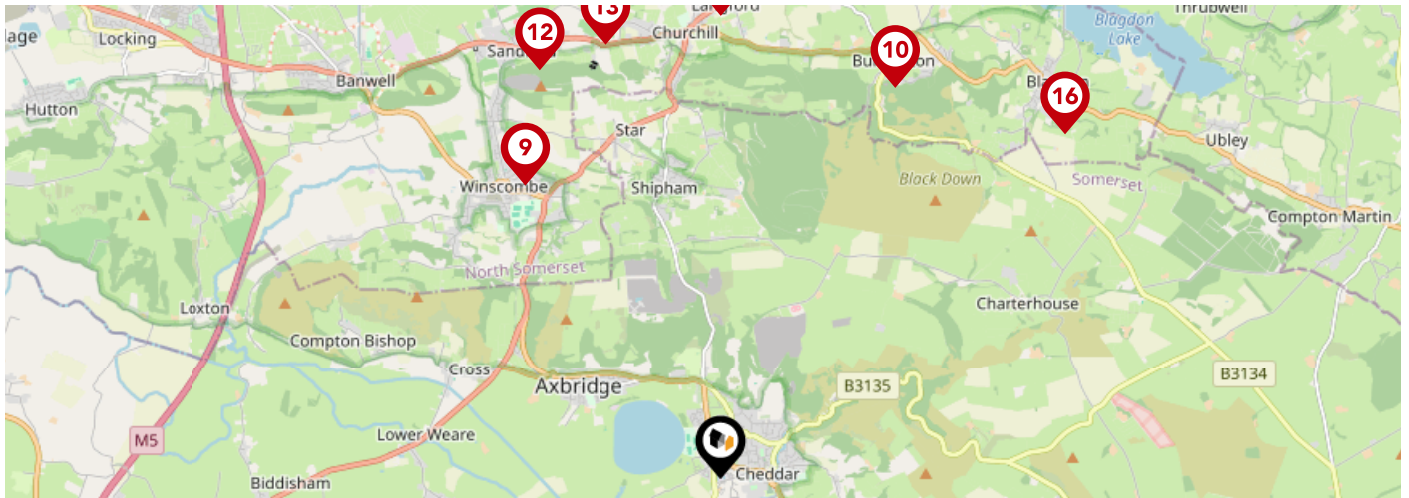 Thrubwell
Blagdon
Lake
Locking
13
12
Churchill
10
Banwell
16
Hutton
Star
Ubley
9
Winscombe
Shipham
Black Down
Somerset
Compton Martin
North Somerset
Loxton
Charterhouse
Compton Bishop
Cross
Axbridge
B3135
B3134
M5
Lower Weare
Cheddar
Biddisham